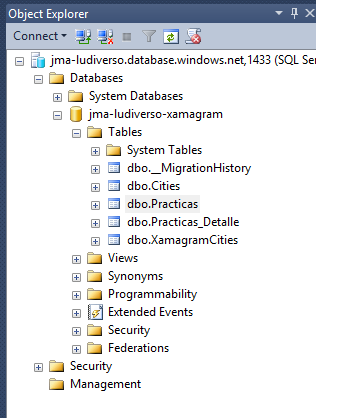 Object Explorer
Connect
jma-ludiverso.database.windows.net,1433 (SQL Ser
Databases
System Databases
jma-ludiverso-xamagram
Tables
System Tables
dbo.__MigrationHistory
dbo.Cities
dbo.Practicas
dbo.Practicas_Detalle
dbo.XamagramCities
Views
Synonyms
Programmability
Extended Events
Security
Federations
Security
Management